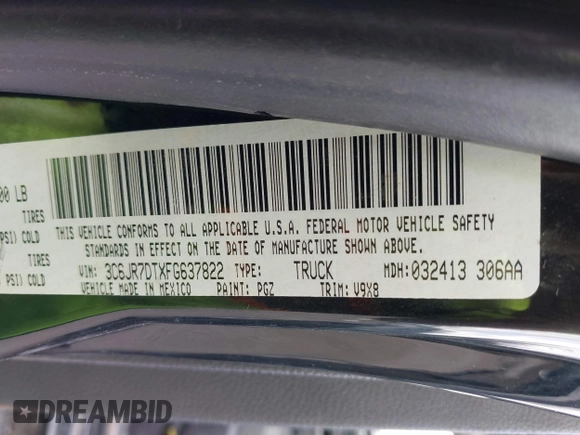 00 LB
TIRES
PSI) COLD
TIRES
PSI) COLD
THIS VEHICLE CONFORMS TO ALL APPLICABLE U.S.A. FEDERAL MOTOR VEHICLE SAFETY
STANDARDS IN EFFECT ON THE DATE OF MANUFACTURE SHOWN ABOVE.
VIN: 3C6JR7DTXFG637822 TYPE: TRUCK MDH: 032413 306AA
VEHICLE MADE IN MEXICO PAINT: PGZ TRIM: V9X8
DREAMBID